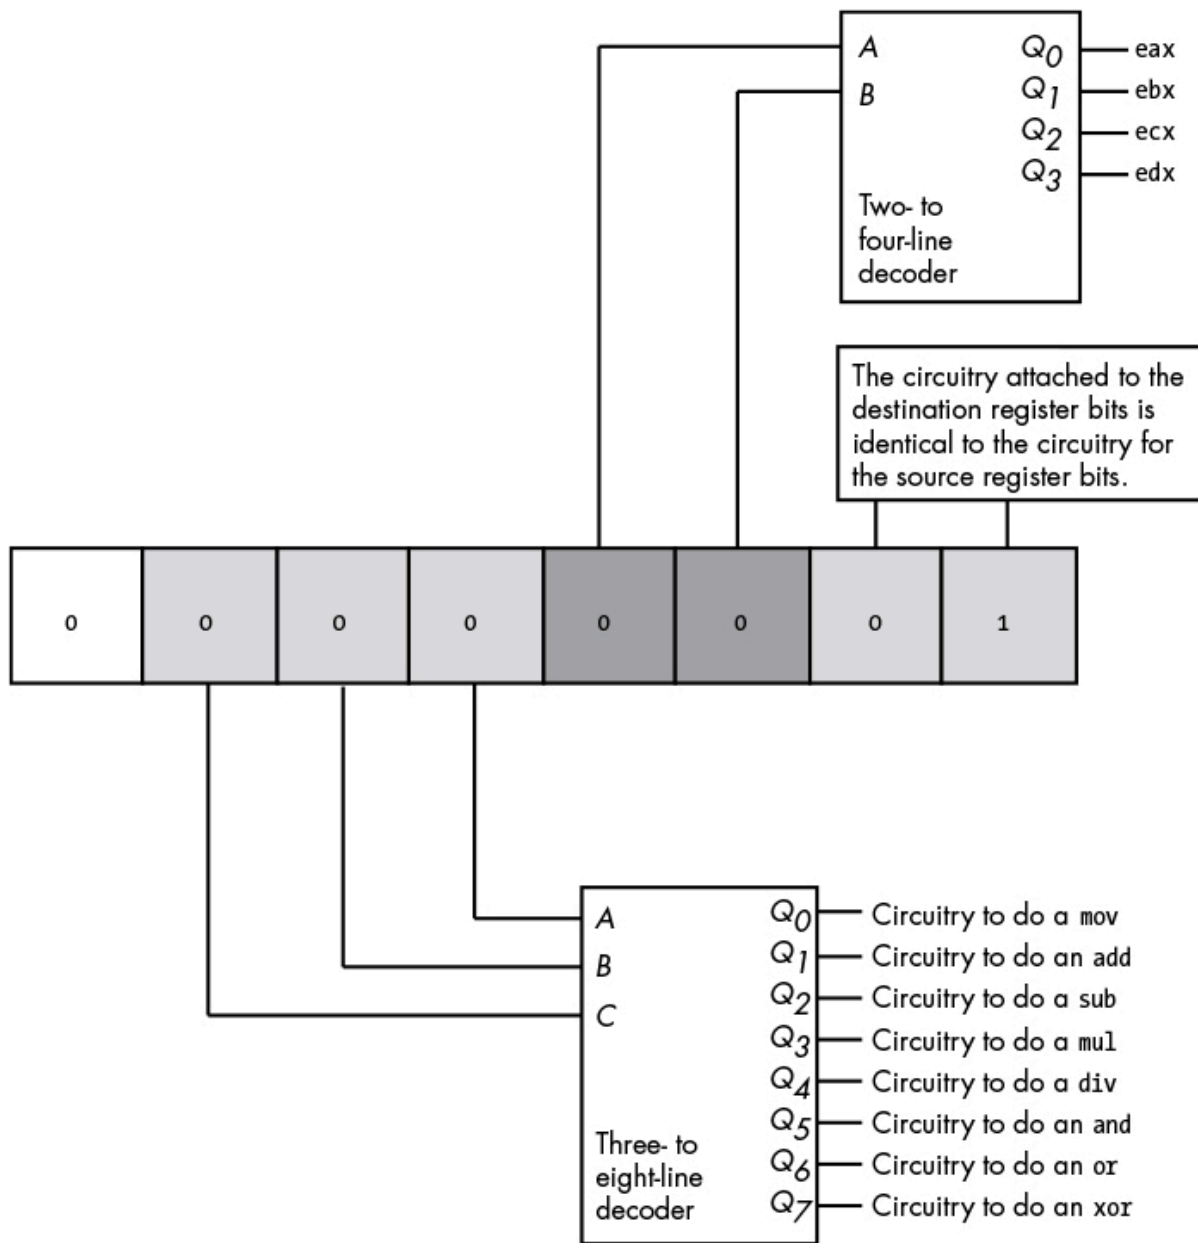 A Q0 eax
B Q1 ebx
Q2 ecx
Q3 edx
Two- to
four-line
decoder
The circuitry attached to the
destination register bits is
identical to the circuitry for
the source register bits.
0 0 0 0 0 0 0 1
A Q0 Circuitry to do a mov
B Q1 Circuitry to do an add
C Q2 Circuitry to do a sub
Q3 Circuitry to do a mul
Q4 Circuitry to do a div
Q5 Circuitry to do an and
Q6 Circuitry to do an or
Q7 Circuitry to do an xor
Three- to
eight-line
decoder